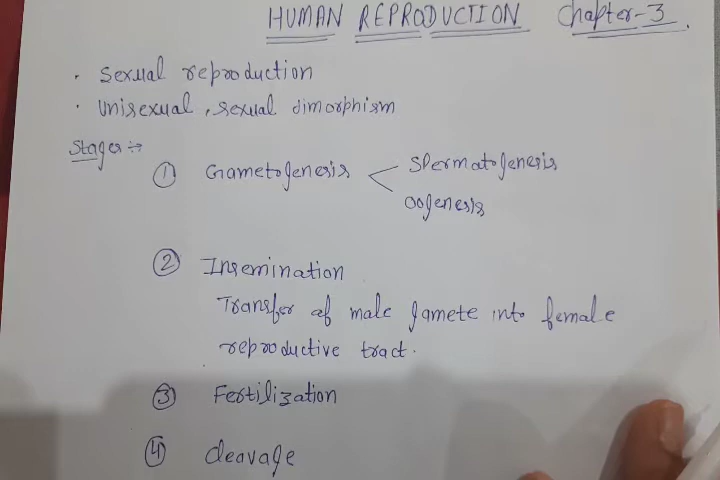 HUMAN REPRODUCTION Chapter-3
· Sexual reproduction
· Unisexual, sexual dimorphism
Stages :-
① Gametogenesis < Spermatogenesis
oogenesis
② Insemination
Transfer of male gamete into female
reproductive tract.
③ Fertilization
④ cleavage